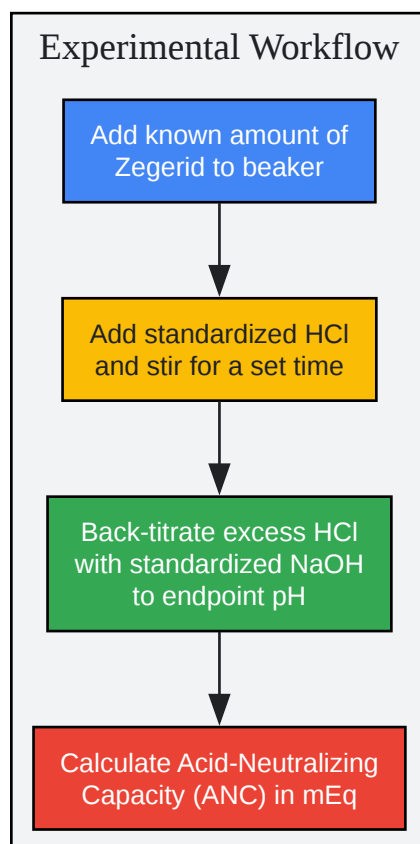 Experimental Workflow
Add known amount of
Zegerid to beaker
Add standardized HCl
and stir for a set time
Back-titrate excess HCl
with standardized NaOH
to endpoint pH
Calculate Acid-Neutralizing
Capacity (ANC) in mEq